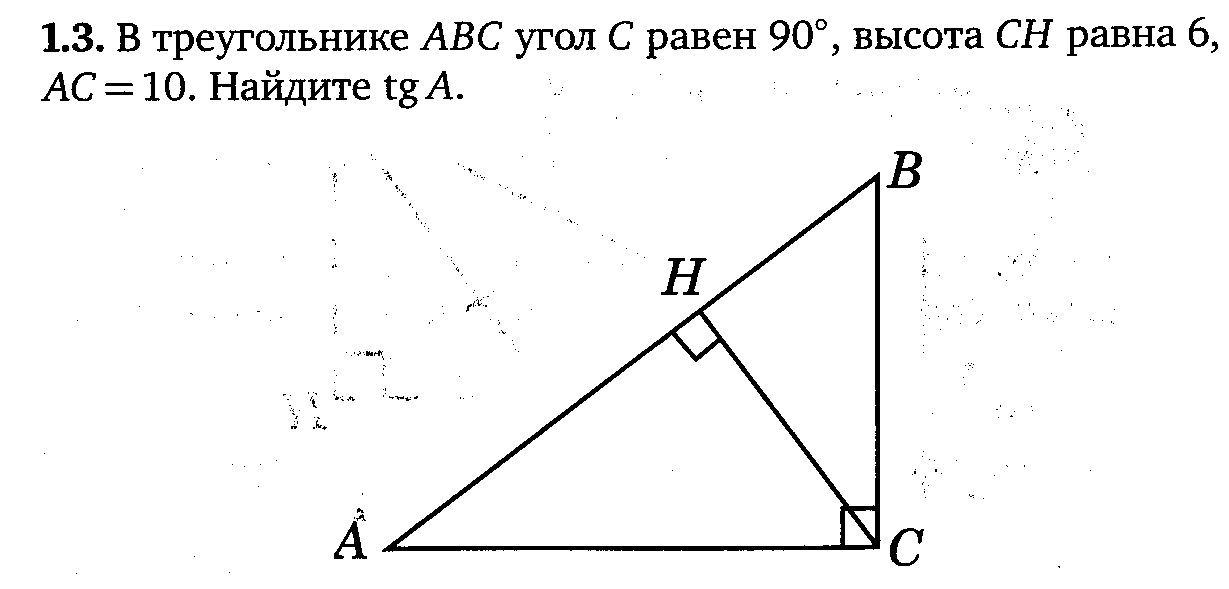 1.3. В треугольнике ABC угол C равен 90°, высота CH равна 6,
AC = 10. Найдите tg A.
B
H
A
C